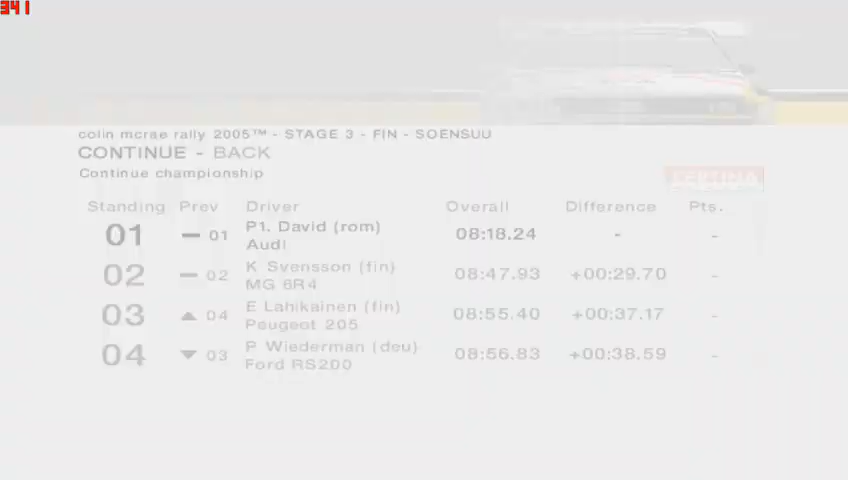 341
colin mcrae rally 2005™ - STAGE 3 - FIN - SOENSUU
CONTINUE - BACK
Continue championship
CERTINA
Standing Prev Driver Overall Difference Pts.
01 01 P1. David (rom) 08:18.24 - -
Audi
02 02 K Svensson (fin) 08:47.93 +00:29.70 -
MG 6R4
03 04 E Lahikainen (fin) 08:55.40 +00:37.17 -
Peugeot 205
04 03 P Wiederman (deu) 08:56.83 +00:38.59 -
Ford RS200